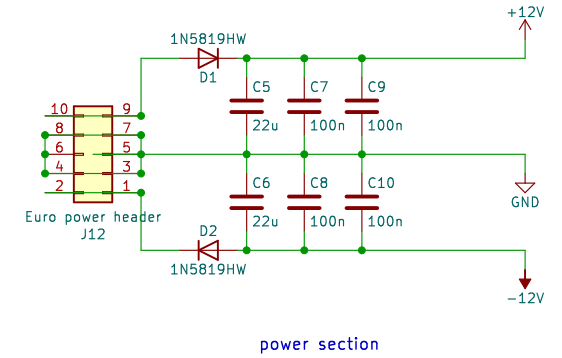 +12V
1N5819HW
D1
C5 C7 C9
22u 100n 100n
10 9
8 7
6 5
4 3
2 1
Euro power header
J12
C6 C8 C10
22u 100n 100n
GND
D2
1N5819HW
-12V
power section